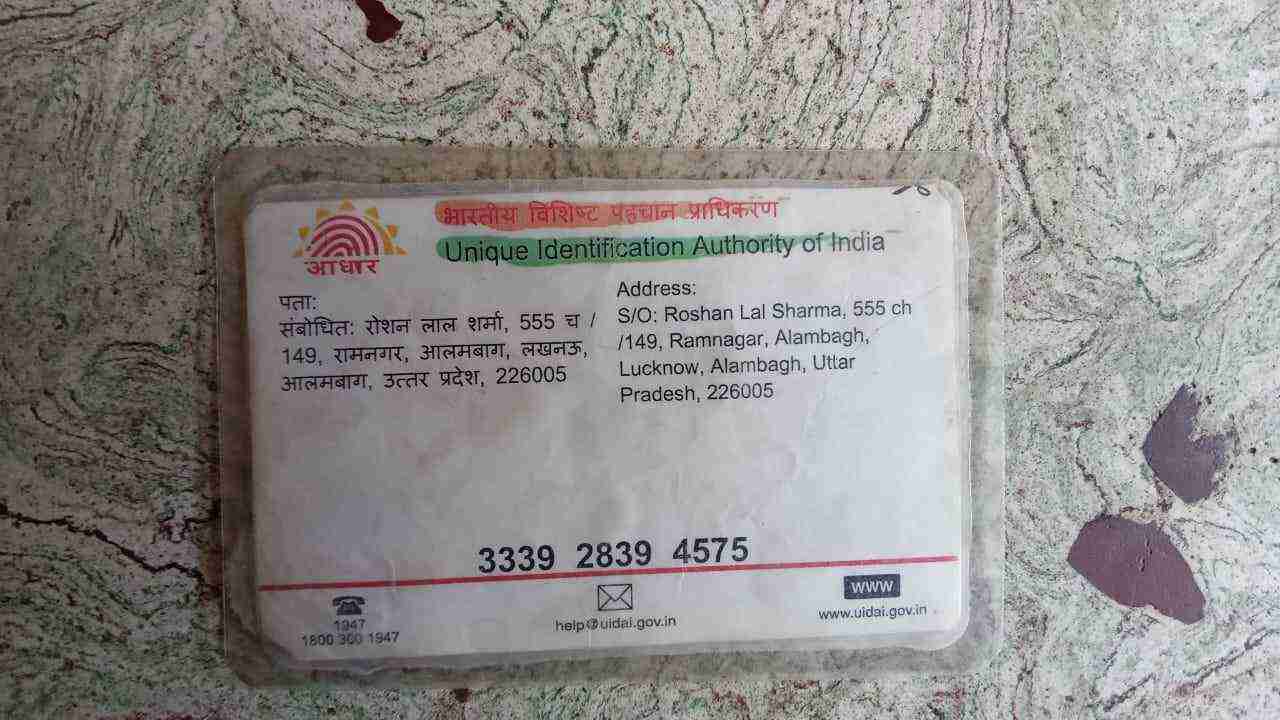 भारतीय विशिष्ट पहचान प्राधिकरण
Unique Identification Authority of India
आधार
पता:
संबोधित: रोशन लाल शर्मा, 555 च /
149, रामनगर, आलमबाग, लखनऊ,
आलमबाग, उत्तर प्रदेश, 226005
Address:
S/O: Roshan Lal Sharma, 555 ch
/149, Ramnagar, Alambagh,
Lucknow, Alambagh, Uttar
Pradesh, 226005
3339 2839 4575
1947
1800 300 1947
help@uidai.gov.in
www
www.uidai.gov.in